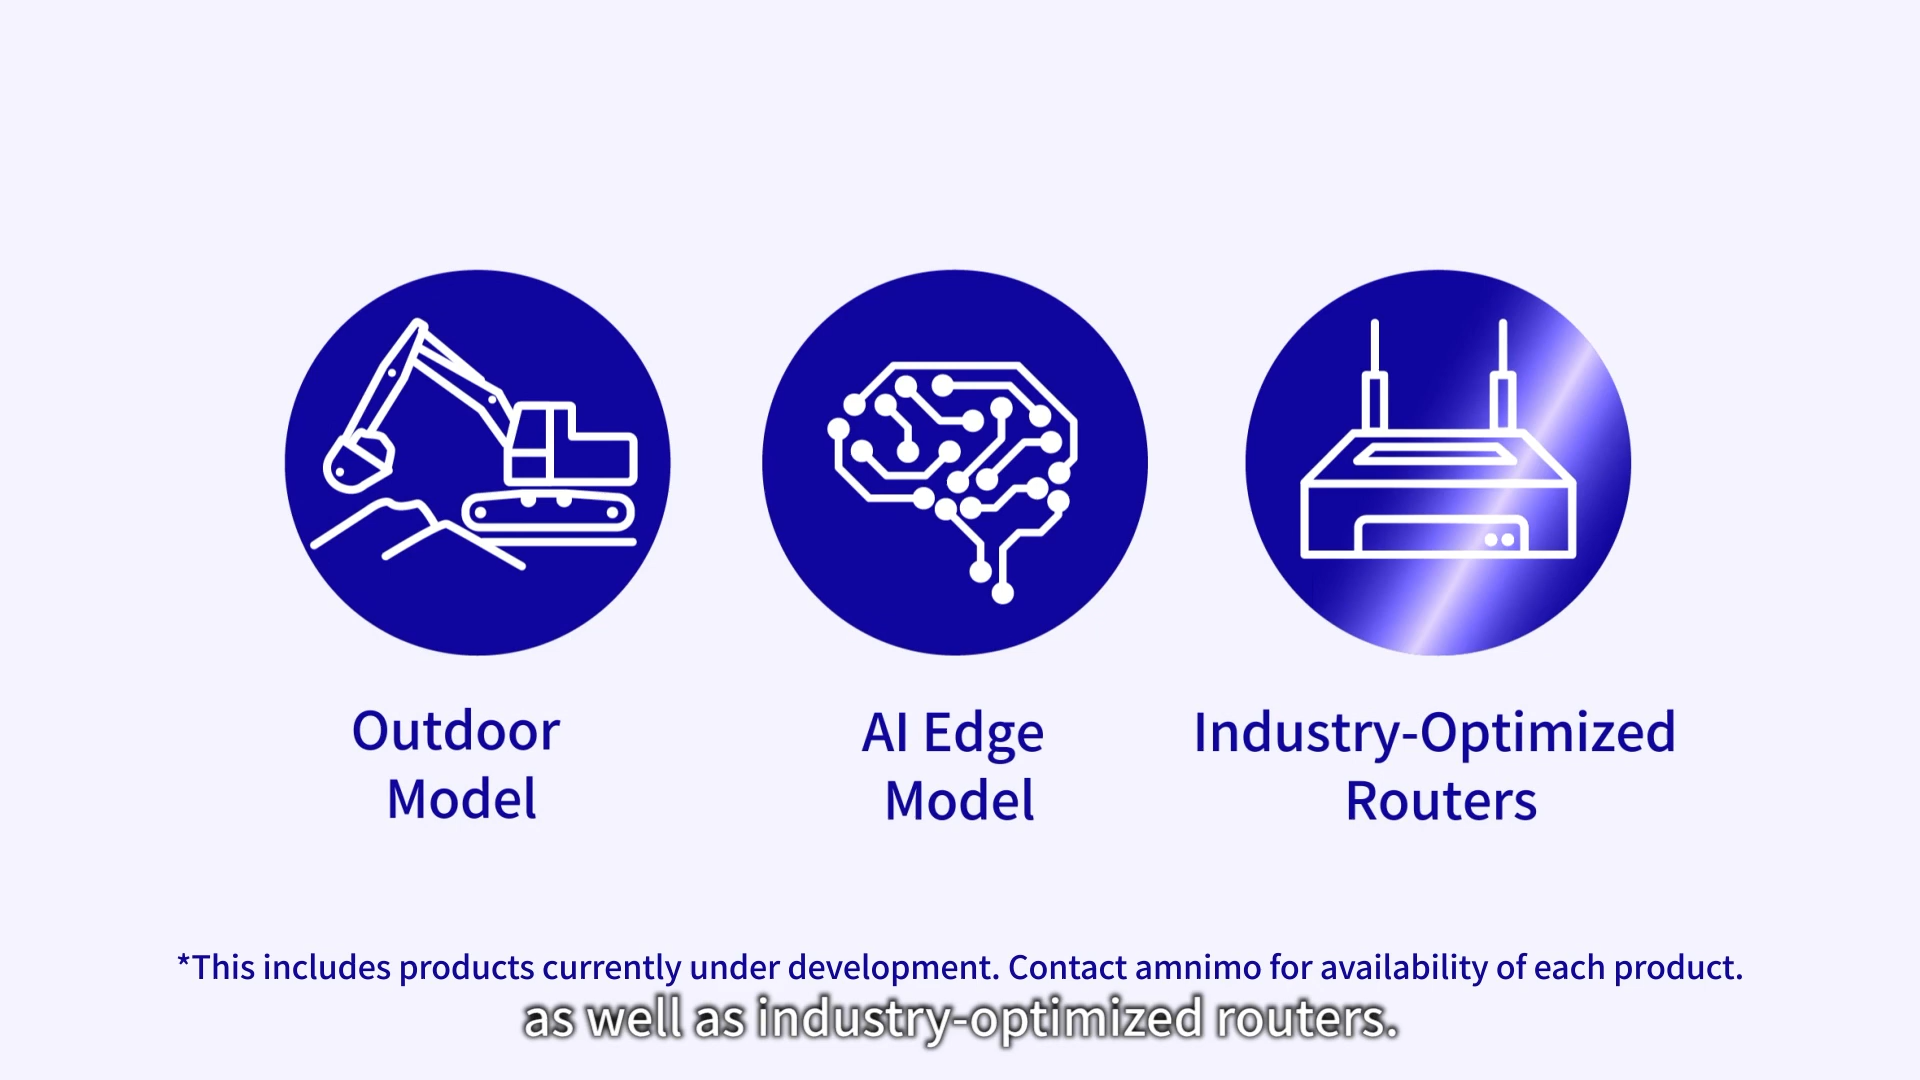 Outdoor
Model
AI Edge
Model
Industry-Optimized
Routers
*This includes products currently under development. Contact amnimo for availability of each product.
as well as industry-optimized routers.